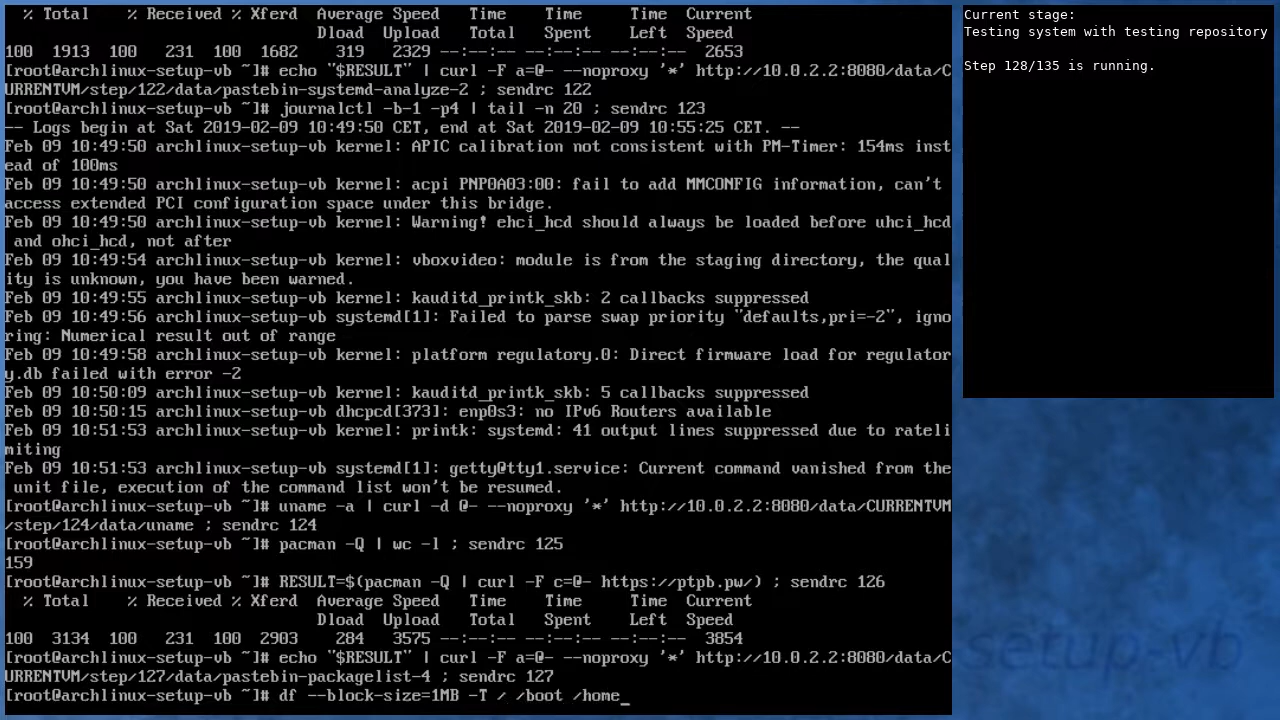 % Total    % Received % Xferd  Average Speed   Time    Time     Time  Current
                                 Dload  Upload   Total   Spent    Left  Speed
100  1913  100   231  100  1682    319   2329 --:--:-- --:--:-- --:--:--  2653
[root@archlinux-setup-vb ~]# echo "$RESULT" | curl -F a=@- --noproxy '*' http://10.0.2.2:8080/data/C
URRENTVM/step/122/data/pastebin-systemd-analyze-2 ; sendrc 122
[root@archlinux-setup-vb ~]# journalctl -b-1 -p4 | tail -n 20 ; sendrc 123
-- Logs begin at Sat 2019-02-09 10:49:50 CET, end at Sat 2019-02-09 10:55:25 CET. --
Feb 09 10:49:50 archlinux-setup-vb kernel: APIC calibration not consistent with PM-Timer: 154ms inst
ead of 100ms
Feb 09 10:49:50 archlinux-setup-vb kernel: acpi PNP0A03:00: fail to add MMCONFIG information, can't
access extended PCI configuration space under this bridge.
Feb 09 10:49:50 archlinux-setup-vb kernel: Warning! ehci_hcd should always be loaded before uhci_hcd
 and ohci_hcd, not after
Feb 09 10:49:54 archlinux-setup-vb kernel: vboxvideo: module is from the staging directory, the qual
ity is unknown, you have been warned.
Feb 09 10:49:55 archlinux-setup-vb kernel: kauditd_printk_skb: 2 callbacks suppressed
Feb 09 10:49:56 archlinux-setup-vb systemd[1]: Failed to parse swap priority "defaults,pri=-2", igno
ring: Numerical result out of range
Feb 09 10:49:58 archlinux-setup-vb kernel: platform regulatory.0: Direct firmware load for regulator
y.db failed with error -2
Feb 09 10:50:09 archlinux-setup-vb kernel: kauditd_printk_skb: 5 callbacks suppressed
Feb 09 10:50:15 archlinux-setup-vb dhcpcd[373]: enp0s3: no IPv6 Routers available
Feb 09 10:51:53 archlinux-setup-vb kernel: printk: systemd: 41 output lines suppressed due to rateli
miting
Feb 09 10:51:53 archlinux-setup-vb systemd[1]: getty@tty1.service: Current command vanished from the
 unit file, execution of the command list won't be resumed.
[root@archlinux-setup-vb ~]# uname -a | curl -d @- --noproxy '*' http://10.0.2.2:8080/data/CURRENTVM
/step/124/data/uname ; sendrc 124
[root@archlinux-setup-vb ~]# pacman -Q | wc -l ; sendrc 125
159
[root@archlinux-setup-vb ~]# RESULT=$(pacman -Q | curl -F c=@- https://ptpb.pw/) ; sendrc 126
  % Total    % Received % Xferd  Average Speed   Time    Time     Time  Current
                                 Dload  Upload   Total   Spent    Left  Speed
100  3134  100   231  100  2903    284   3575 --:--:-- --:--:-- --:--:--  3854
[root@archlinux-setup-vb ~]# echo "$RESULT" | curl -F a=@- --noproxy '*' http://10.0.2.2:8080/data/C
URRENTVM/step/127/data/pastebin-packagelist-4 ; sendrc 127
[root@archlinux-setup-vb ~]# df --block-size=1MB -T / /boot /home_
Current stage:
Testing system with testing repository
Step 128/135 is running.
setup-vb